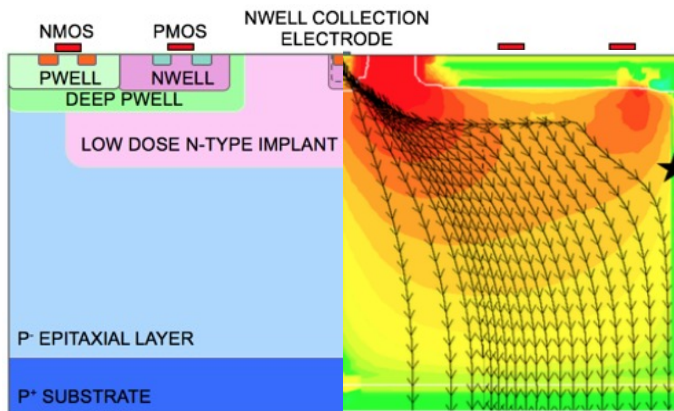 NMOS
PMOS
NWELL COLLECTION
ELECTRODE
PWELL
NWELL
DEEP PWELL
LOW DOSE N-TYPE IMPLANT
P⁻ EPITAXIAL LAYER
P⁺ SUBSTRATE